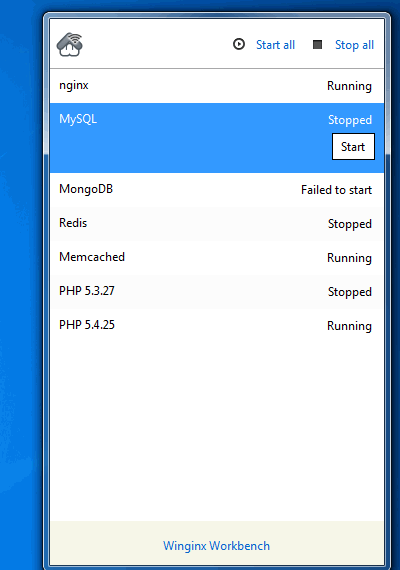 Start all Stop all
nginx Running
MySQL Stopped
Start
MongoDB Failed to start
Redis Stopped
Memcached Running
PHP 5.3.27 Stopped
PHP 5.4.25 Running
Winginx Workbench